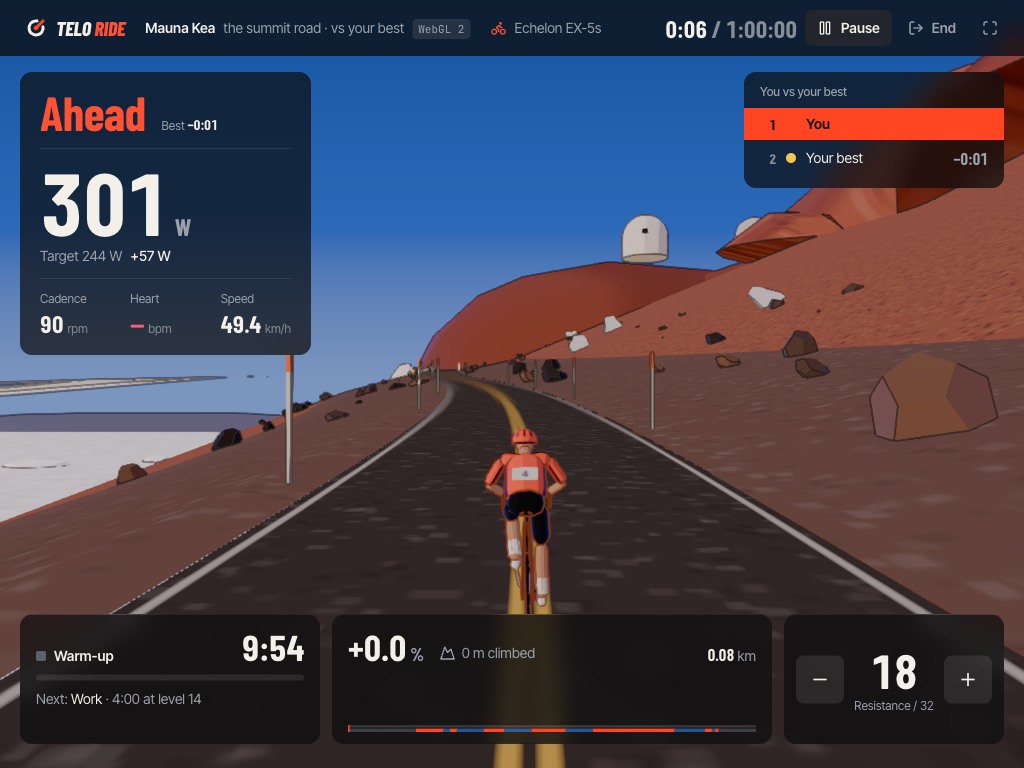 TELO RIDE
Mauna Kea the summit road · vs your best WebGL 2 Echelon EX-5s
0:06 / 1:00:00 Pause End
Ahead Best −0:01
301 W
Target 244 W +57 W
Cadence Heart Speed
90 rpm – bpm 49.4 km/h
You vs your best
1 You
2 Your best −0:01
4
Warm-up 9:54
Next: Work · 4:00 at level 14
+0.0 % 0 m climbed 0.08 km
− 18 +
Resistance / 32